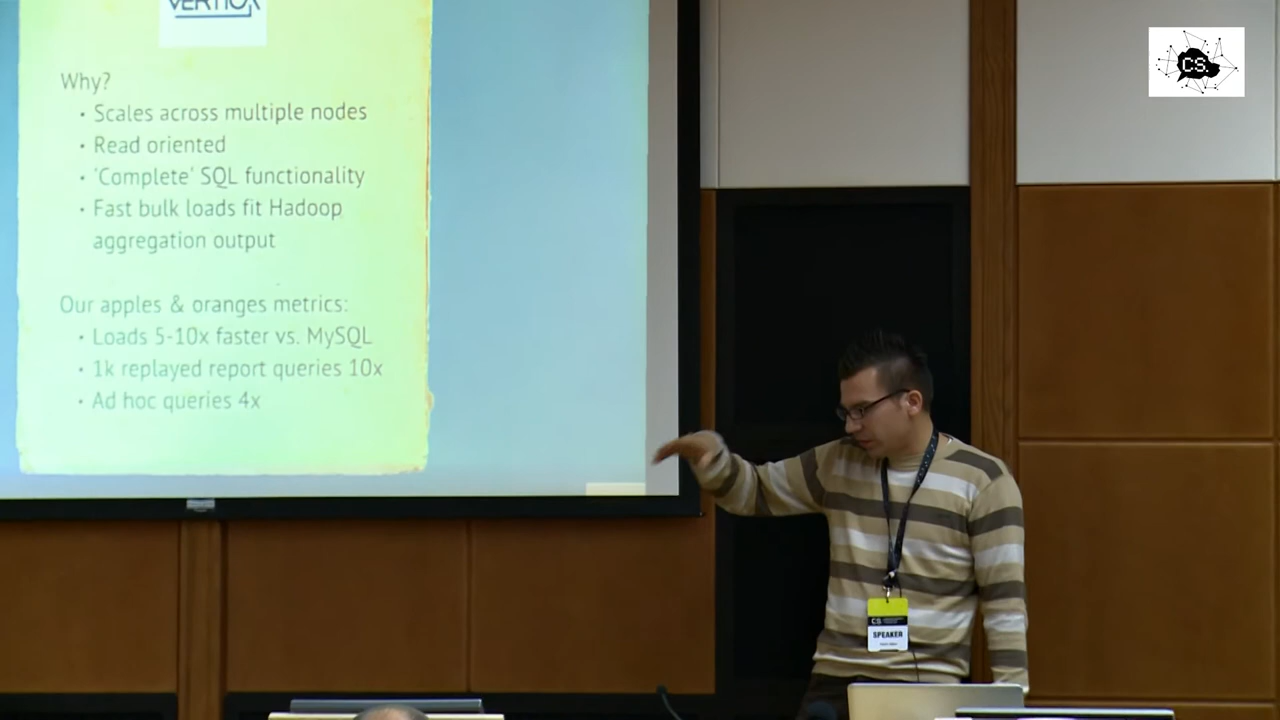 VERTICA
Why?
• Scales across multiple nodes
• Read oriented
• 'Complete' SQL functionality
• Fast bulk loads fit Hadoop
aggregation output
Our apples & oranges metrics:
• Loads 5-10x faster vs. MySQL
• 1k replayed report queries 10x
• Ad hoc queries 4x
CS.
CS.
SPEAKER